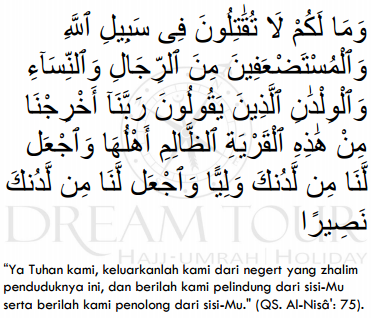 وَمَا لَكُمْ لَا تُقَٰتِلُونَ فِى سَبِيلِ ٱللَّهِ
وَٱلْمُسْتَضْعَفِينَ مِنَ ٱلرِّجَالِ وَٱلنِّسَآءِ
وَٱلْوِلْدَٰنِ ٱلَّذِينَ يَقُولُونَ رَبَّنَآ أَخْرِجْنَا
مِنْ هَٰذِهِ ٱلْقَرْيَةِ ٱلظَّالِمِ أَهْلُهَا وَٱجْعَل
لَّنَا مِن لَّدُنكَ وَلِيًّا وَٱجْعَل لَّنَا مِن لَّدُنكَ
نَصِيرًا
DREAM TOUR
HAJI-UMRAH | HOLIDAY
“Ya Tuhan kami, keluarkanlah kami dari negert yang zhalim
penduduknya ini, dan berilah kami pelindung dari sisi-Mu
serta berilah kami penolong dari sisi-Mu." (QS. Al-Nisâ': 75).